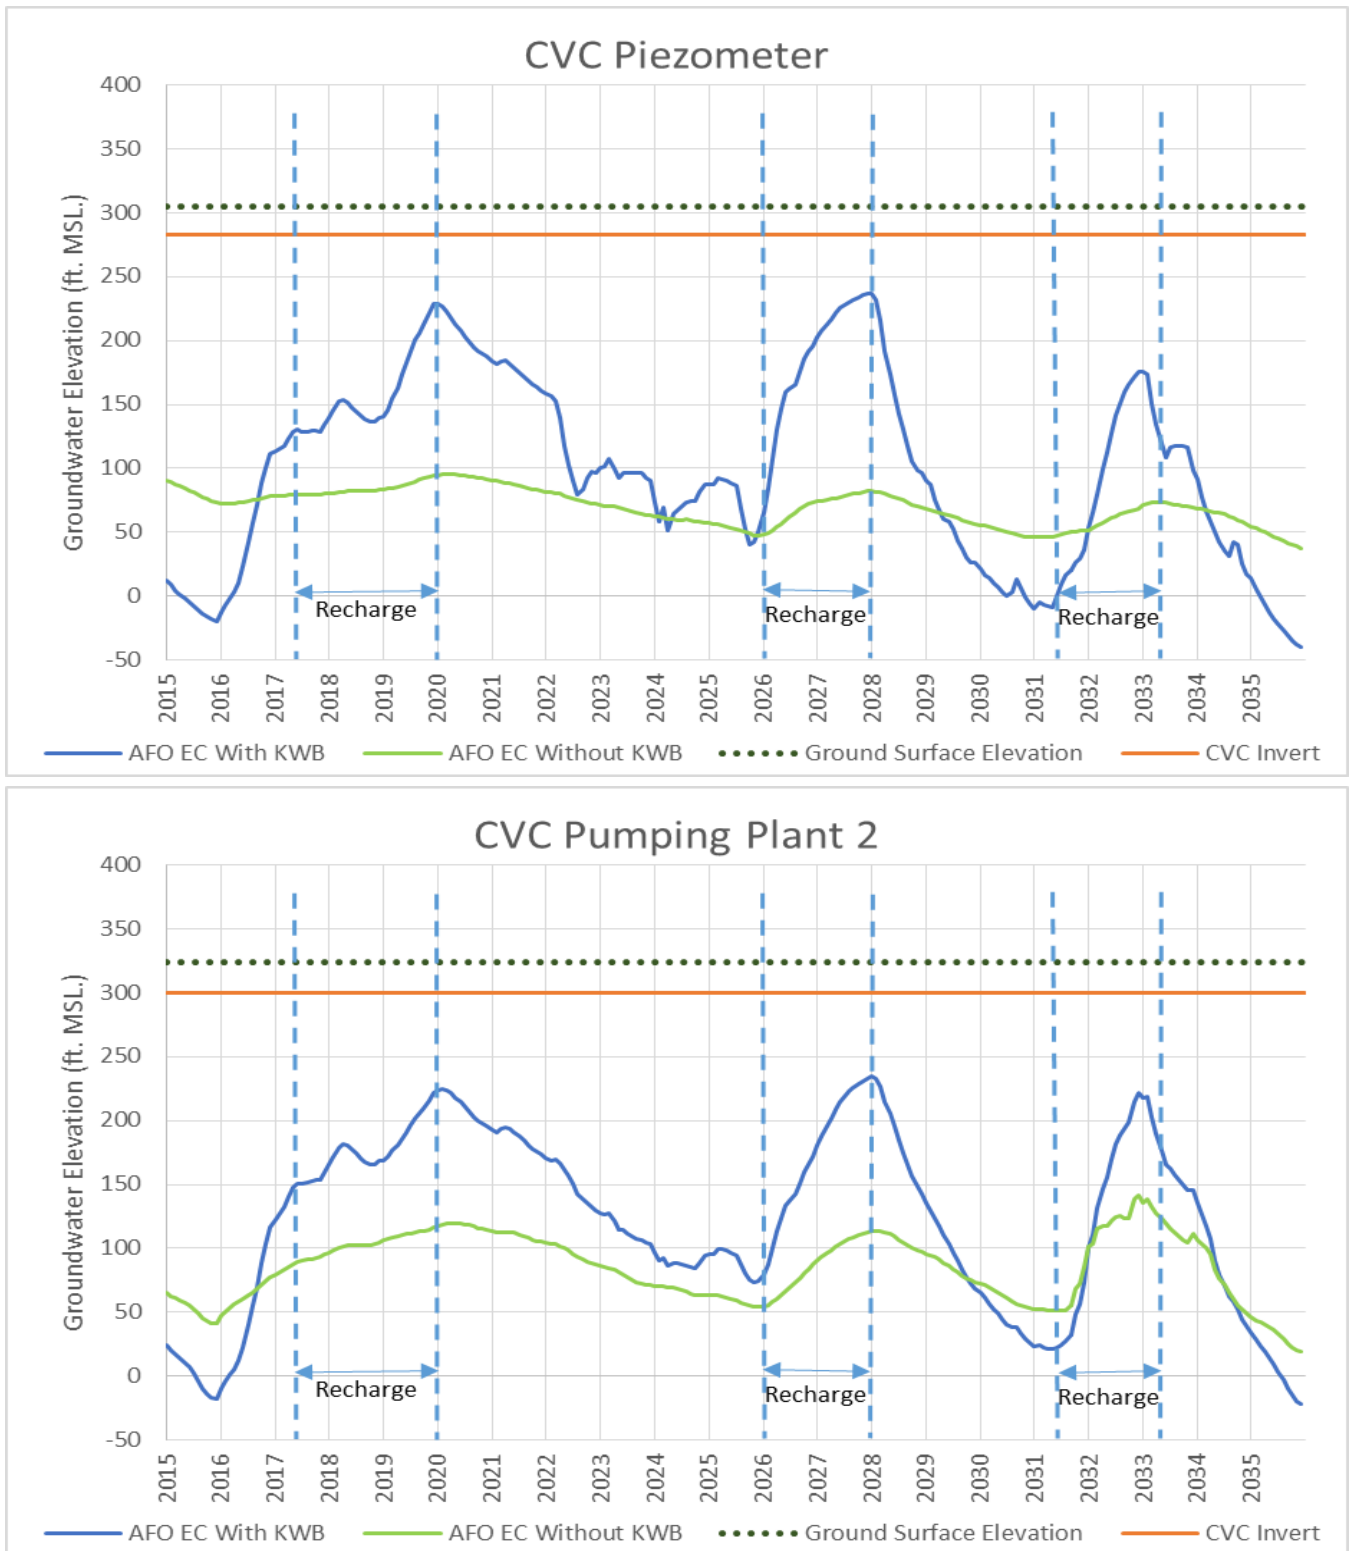 CVC Piezometer
Groundwater Elevation (ft. MSL.)
400
350
300
250
200
150
100
50
0
-50
Recharge
Recharge
Recharge
2015 2016 2017 2018 2019 2020 2021 2022 2023 2024 2025 2026 2027 2028 2029 2030 2031 2032 2033 2034 2035
AFO EC With KWB AFO EC Without KWB Ground Surface Elevation CVC Invert
CVC Pumping Plant 2
Groundwater Elevation (ft. MSL.)
400
350
300
250
200
150
100
50
0
-50
Recharge
Recharge
Recharge
2015 2016 2017 2018 2019 2020 2021 2022 2023 2024 2025 2026 2027 2028 2029 2030 2031 2032 2033 2034 2035
AFO EC With KWB AFO EC Without KWB Ground Surface Elevation CVC Invert